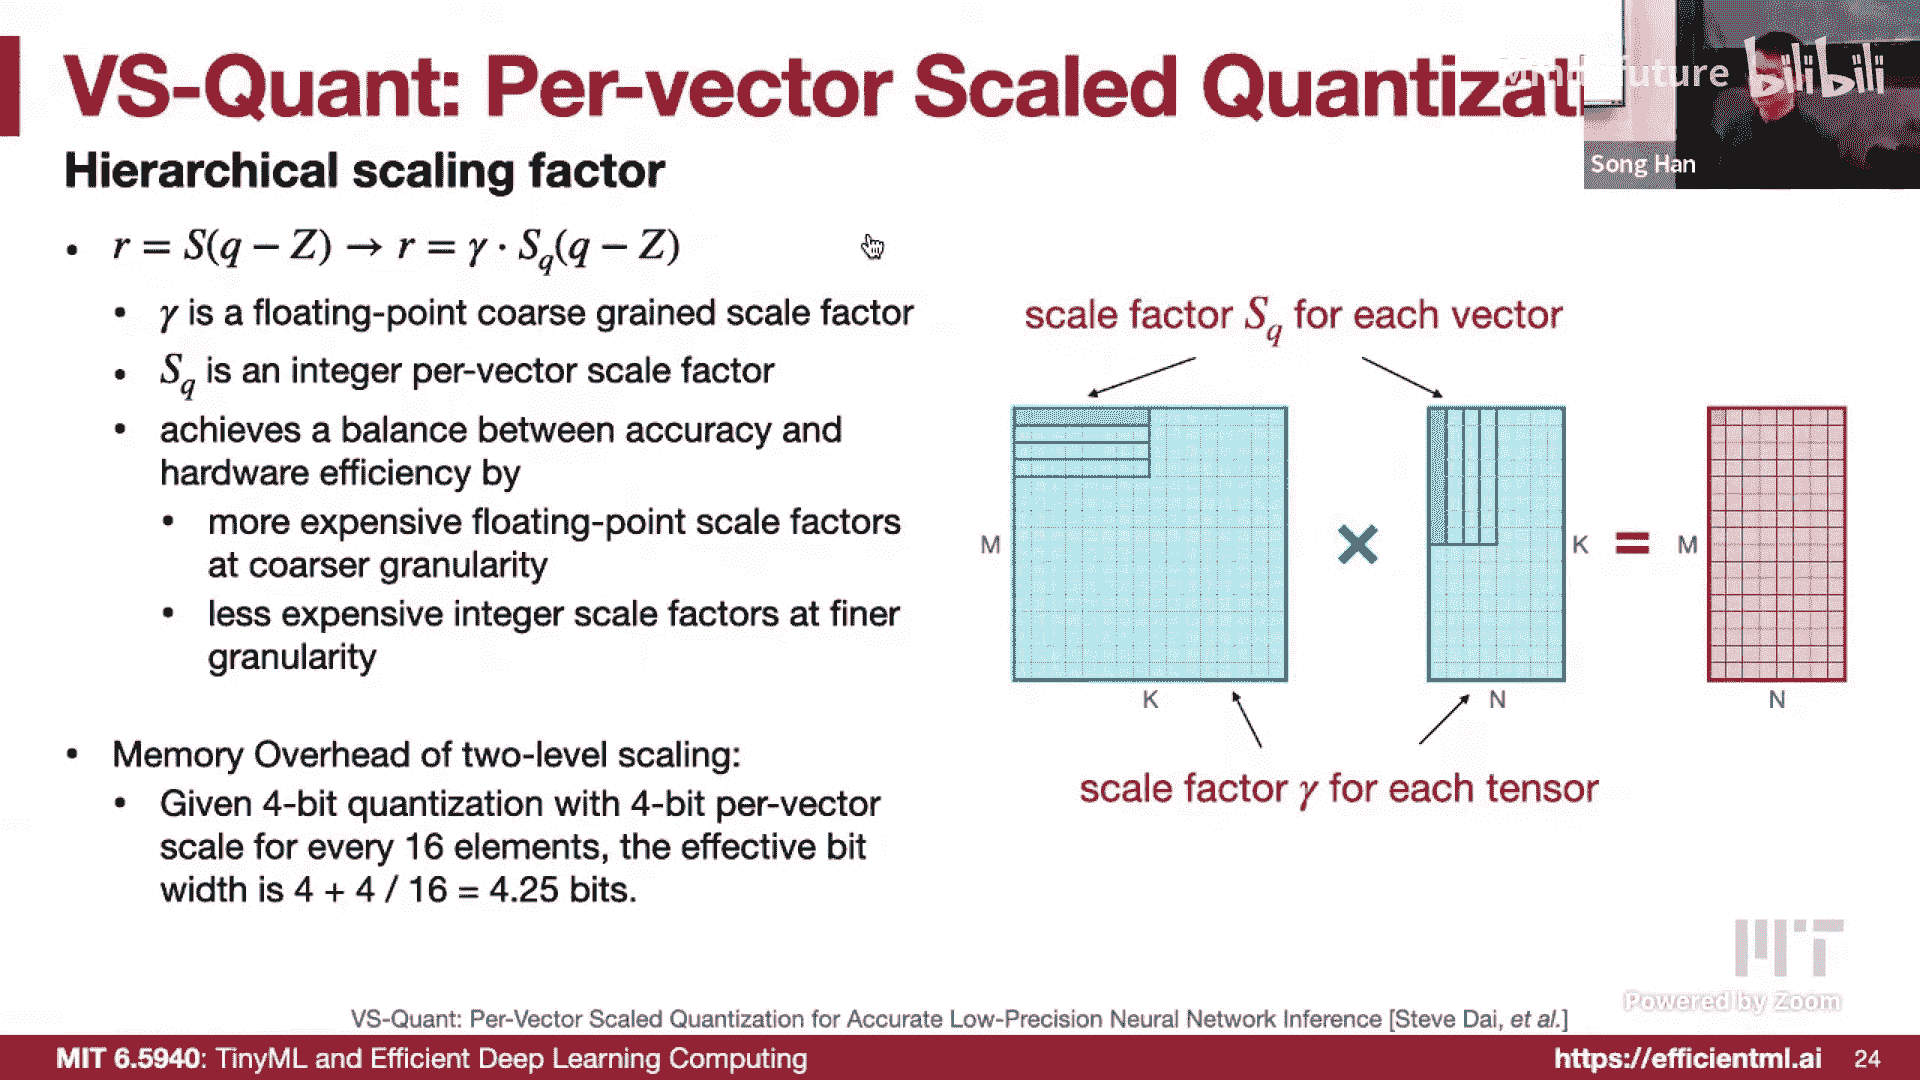 VS-Quant: Per-vector Scaled Quantizat
future
bilibili
Song Han
Hierarchical scaling factor
• r = S(q − Z) → r = γ · S_q(q − Z)
• γ is a floating-point coarse grained scale factor
• S_q is an integer per-vector scale factor
• achieves a balance between accuracy and
hardware efficiency by
• more expensive floating-point scale factors
at coarser granularity
• less expensive integer scale factors at finer
granularity
• Memory Overhead of two-level scaling:
• Given 4-bit quantization with 4-bit per-vector
scale for every 16 elements, the effective bit
width is 4 + 4 / 16 = 4.25 bits.
scale factor S_q for each vector
M
×
K
=
M
K
N
N
scale factor γ for each tensor
MIT
Powered by Zoom
VS-Quant: Per-Vector Scaled Quantization for Accurate Low-Precision Neural Network Inference [Steve Dai, et al.]
MIT 6.5940: TinyML and Efficient Deep Learning Computing
https://efficientml.ai
24